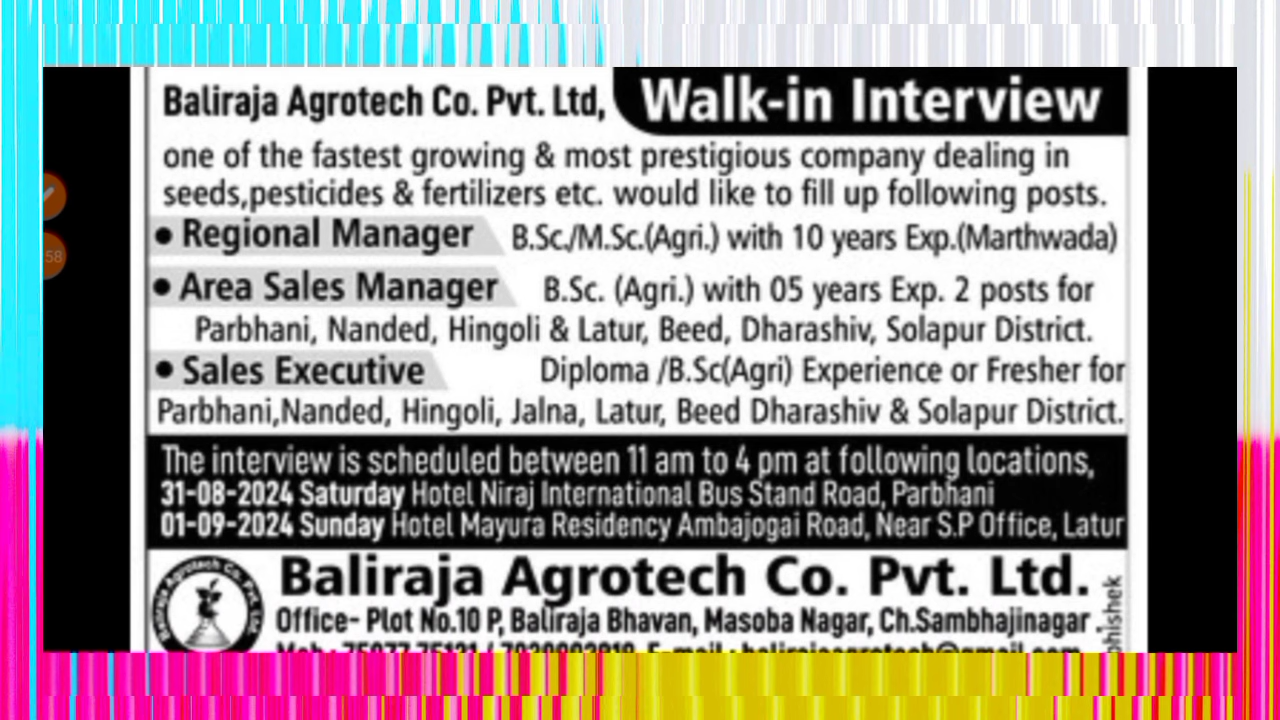 Baliraja Agrotech Co. Pvt. Ltd, Walk-in Interview
one of the fastest growing & most prestigious company dealing in
seeds,pesticides & fertilizers etc. would like to fill up following posts.
• Regional Manager B.Sc./M.Sc.(Agri.) with 10 years Exp.(Marthwada)
• Area Sales Manager B.Sc. (Agri.) with 05 years Exp. 2 posts for
Parbhani, Nanded, Hingoli & Latur, Beed, Dharashiv, Solapur District.
• Sales Executive Diploma /B.Sc(Agri) Experience or Fresher for
Parbhani,Nanded, Hingoli, Jalna, Latur, Beed Dharashiv & Solapur District.
The interview is scheduled between 11 am to 4 pm at following locations,
31-08-2024 Saturday Hotel Niraj International Bus Stand Road, Parbhani
01-09-2024 Sunday Hotel Mayura Residency Ambajogai Road, Near S.P Office, Latur
Baliraja Agrotech Co. Pvt. Ltd.
Baliraja Agrotech Co. Pvt. Ltd.
Office- Plot No.10 P, Baliraja Bhavan, Masoba Nagar, Ch.Sambhajinagar .
58